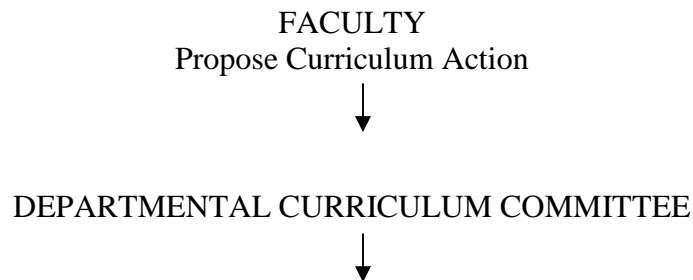 FACULTY
Propose Curriculum Action
DEPARTMENTAL CURRICULUM COMMITTEE